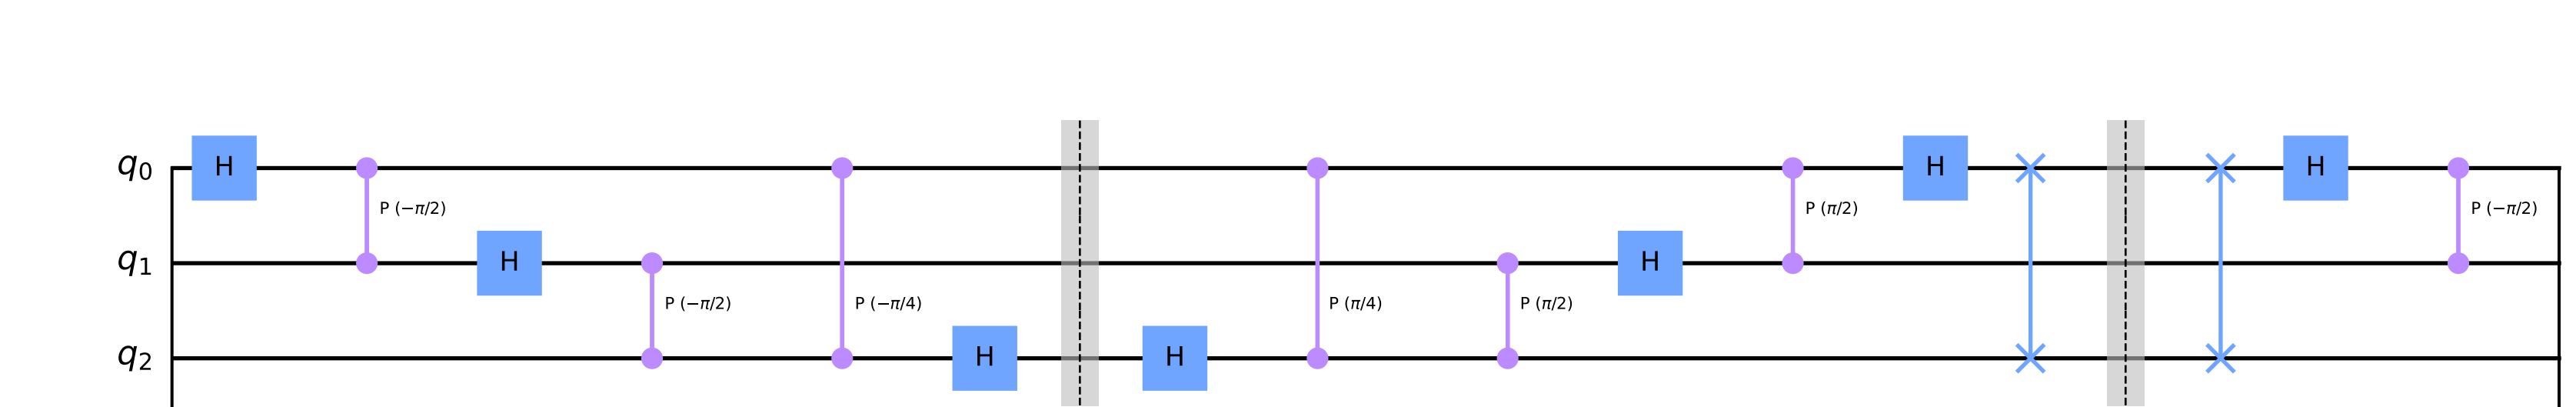 q0 H H H
P (−π/2) P (π/2) P (−π/2)
q1 H H
P (−π/2) P (−π/4) P (π/4) P (π/2)
q2 H H